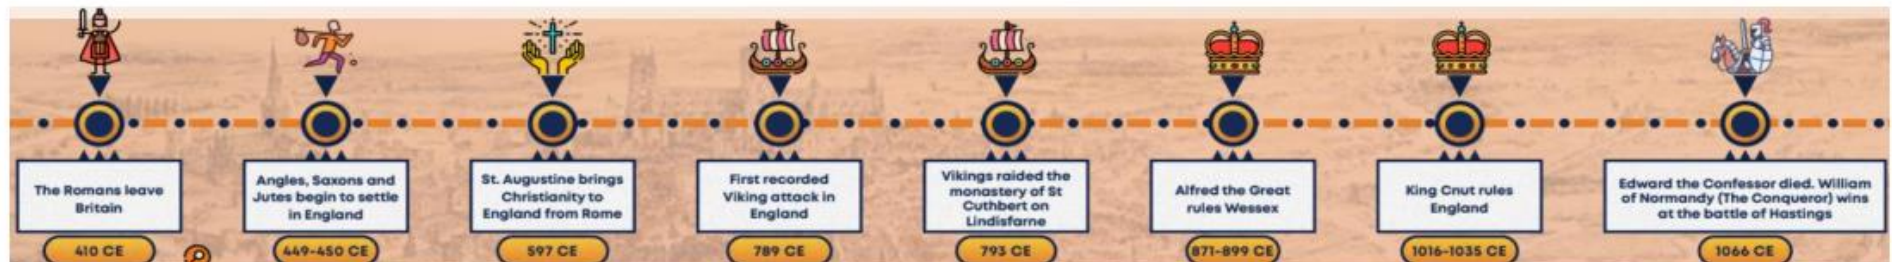 The Romans leave
Britain
410 CE
Angles, Saxons and
Jutes begin to settle
in England
449-450 CE
St. Augustine brings
Christianity to
England from Rome
597 CE
First recorded
Viking attack in
England
789 CE
Vikings raided the
monastery of St
Cuthbert on
Lindisfarne
793 CE
Alfred the Great
rules Wessex
871-899 CE
King Cnut rules
England
1016-1035 CE
Edward the Confessor died. William
of Normandy (The Conqueror) wins
at the battle of Hastings
1066 CE